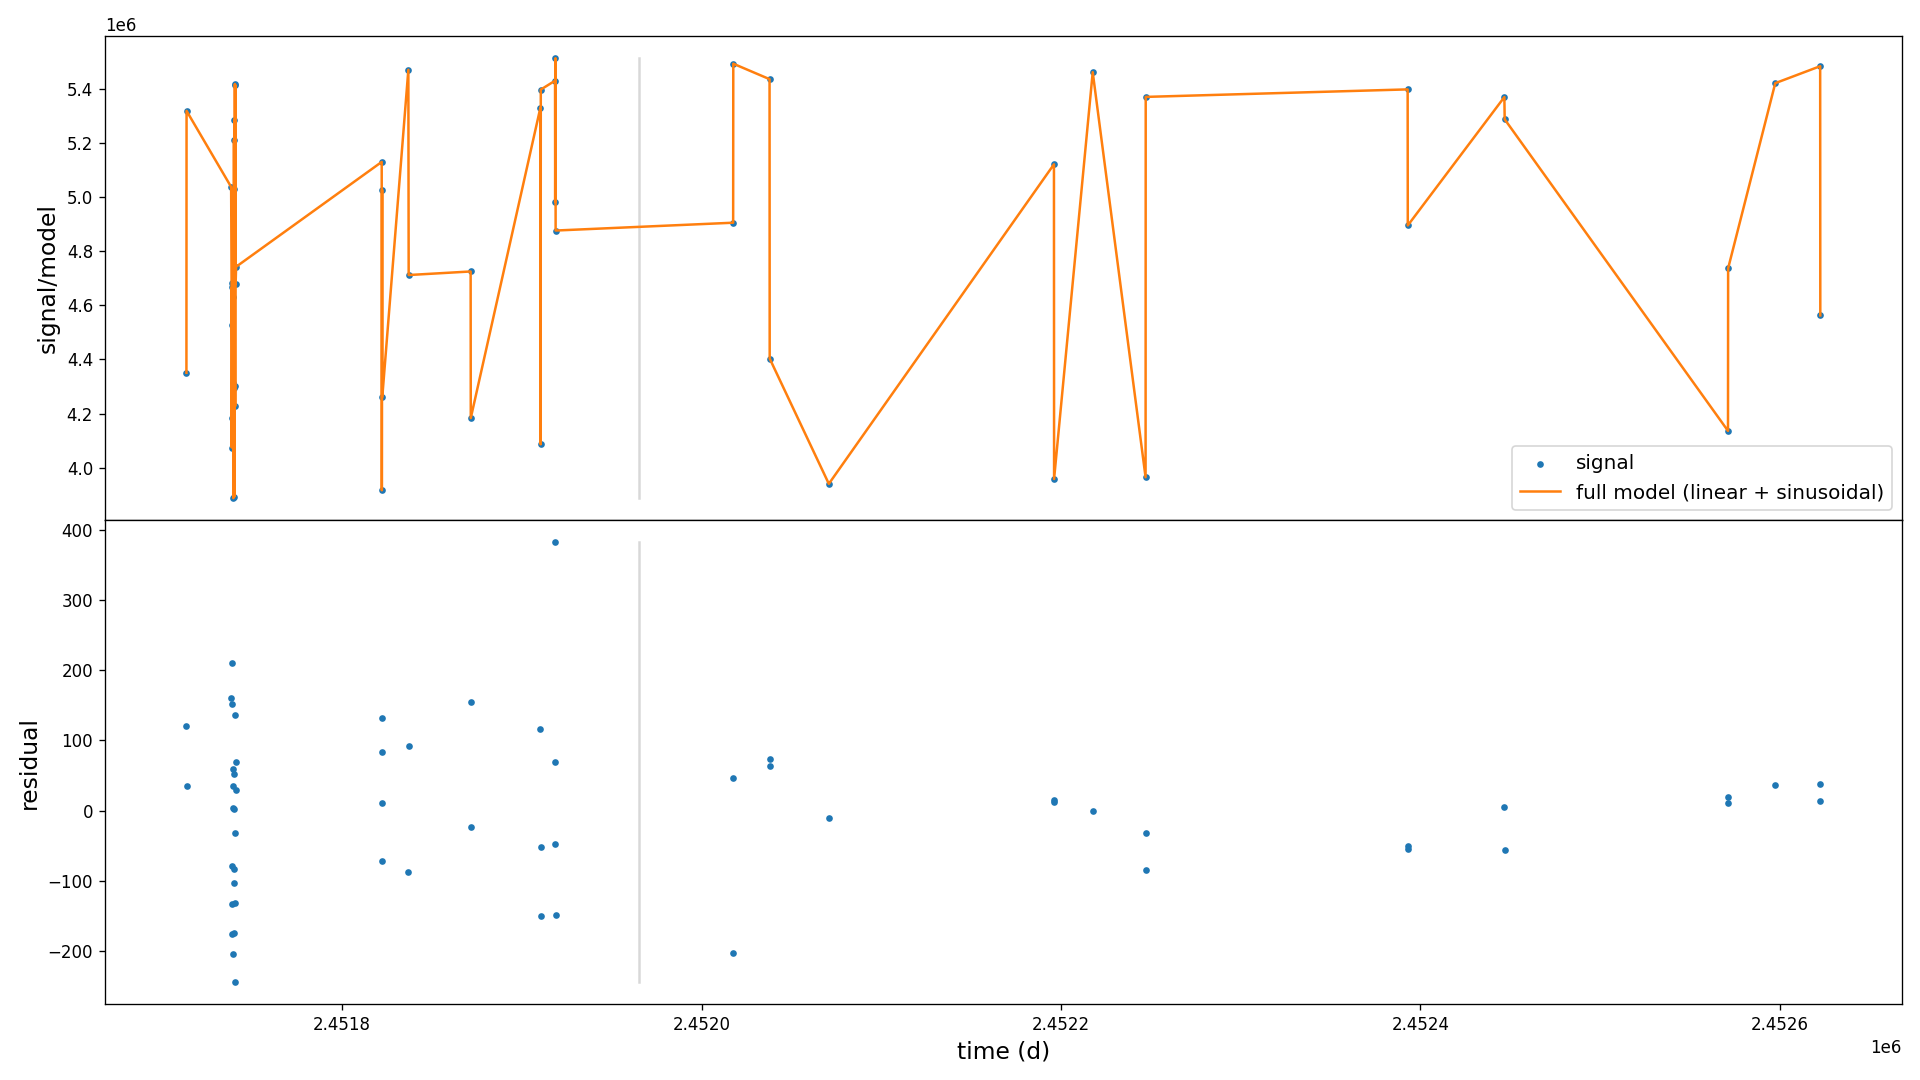 1e6
5.4
5.2
5.0
4.8
4.6
4.4
4.2
4.0
signal/model
signal
full model (linear + sinusoidal)
400
300
200
100
0
−100
−200
residual
2.4518
2.4520
2.4522
2.4524
2.4526
1e6
time (d)